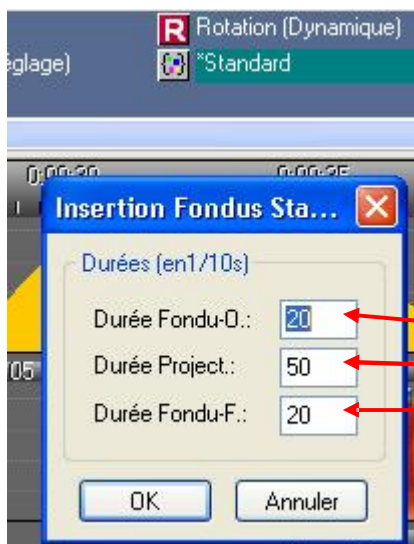 Rotation (Dynamique)
églage)
*Standard
0:00:30
0:00:35
Insertion Fondus Sta...
Durées (en1/10s)
Durée Fondu-O.: 20
Durée Project.: 50
Durée Fondu-F.: 20
OK
Annuler